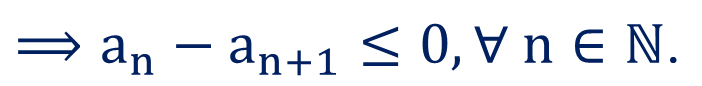 ⟹ aₙ − aₙ₊₁ ≤ 0, ∀ n ∈ ℕ.